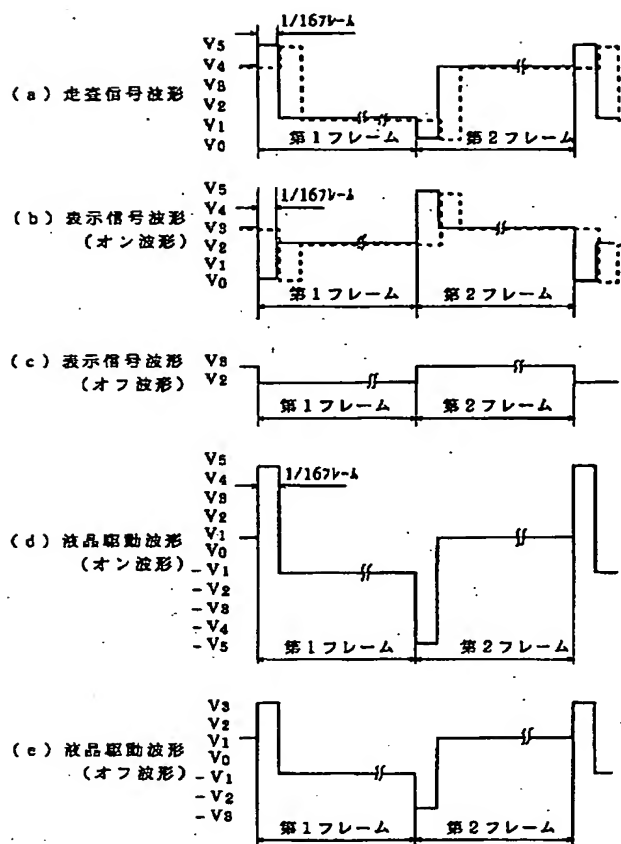 (a) 走査信号波形
V5
V4
V3
V2
V1
V0
1/16フレーム
第1フレーム
第2フレーム
(b) 表示信号波形
(オン波形)
V5
V4
V3
V2
V1
V0
1/16フレーム
第1フレーム
第2フレーム
(c) 表示信号波形
(オフ波形)
V3
V2
第1フレーム
第2フレーム
(d) 液晶駆動波形
(オン波形)
V5
V4
V3
V2
V1
V0
-V1
-V2
-V3
-V4
-V5
1/16フレーム
第1フレーム
第2フレーム
(e) 液晶駆動波形
(オフ波形)
V3
V2
V1
V0
-V1
-V2
-V3
第1フレーム
第2フレーム